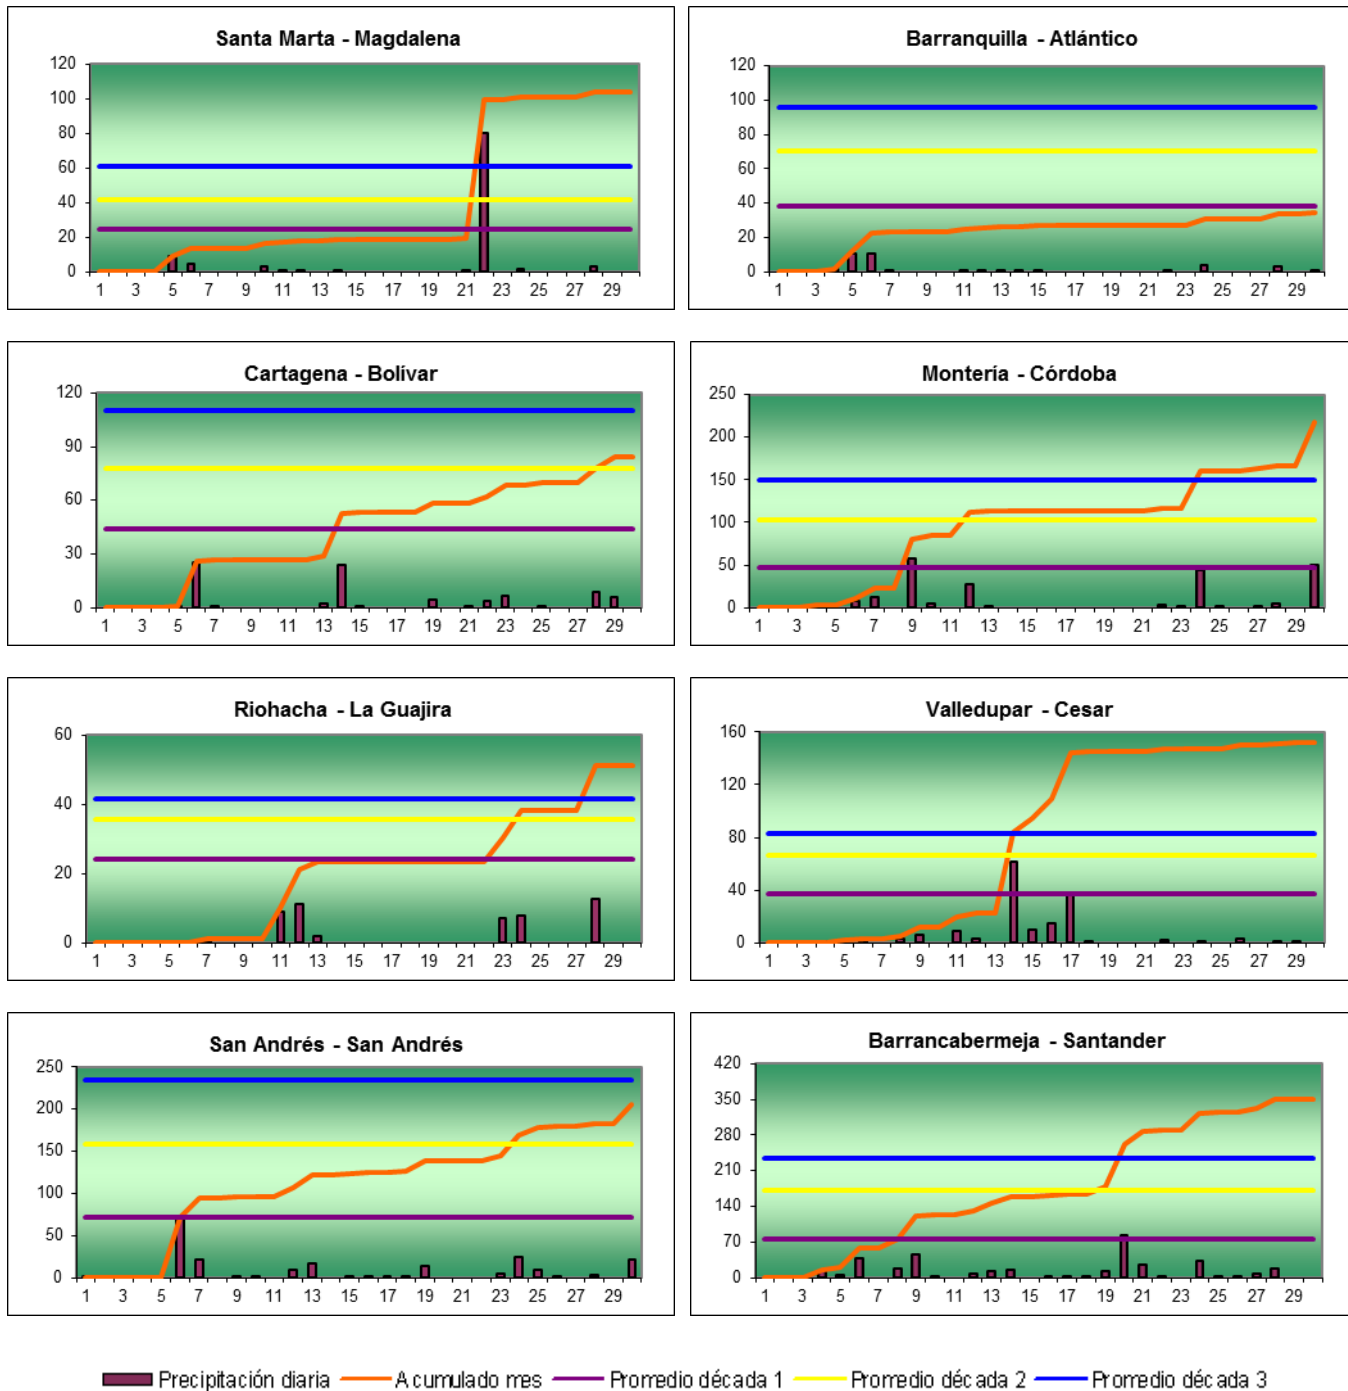 Santa Marta - Magdalena
120
100
80
60
40
20
0
1 3 5 7 9 11 13 15 17 19 21 23 25 27 29
Barranquilla - Atlántico
120
100
80
60
40
20
0
1 3 5 7 9 11 13 15 17 19 21 23 25 27 29
Cartagena - Bolívar
120
90
60
30
0
1 3 5 7 9 11 13 15 17 19 21 23 25 27 29
Montería - Córdoba
250
200
150
100
50
0
1 3 5 7 9 11 13 15 17 19 21 23 25 27 29
Riohacha - La Guajira
60
40
20
0
1 3 5 7 9 11 13 15 17 19 21 23 25 27 29
Valledupar - Cesar
160
120
80
40
0
1 3 5 7 9 11 13 15 17 19 21 23 25 27 29
San Andrés - San Andrés
250
200
150
100
50
0
1 3 5 7 9 11 13 15 17 19 21 23 25 27 29
Barrancabermeja - Santander
420
350
280
210
140
70
0
1 3 5 7 9 11 13 15 17 19 21 23 25 27 29
Precipitación diaria Acumulado mes Promedio década 1 Promedio década 2 Promedio década 3